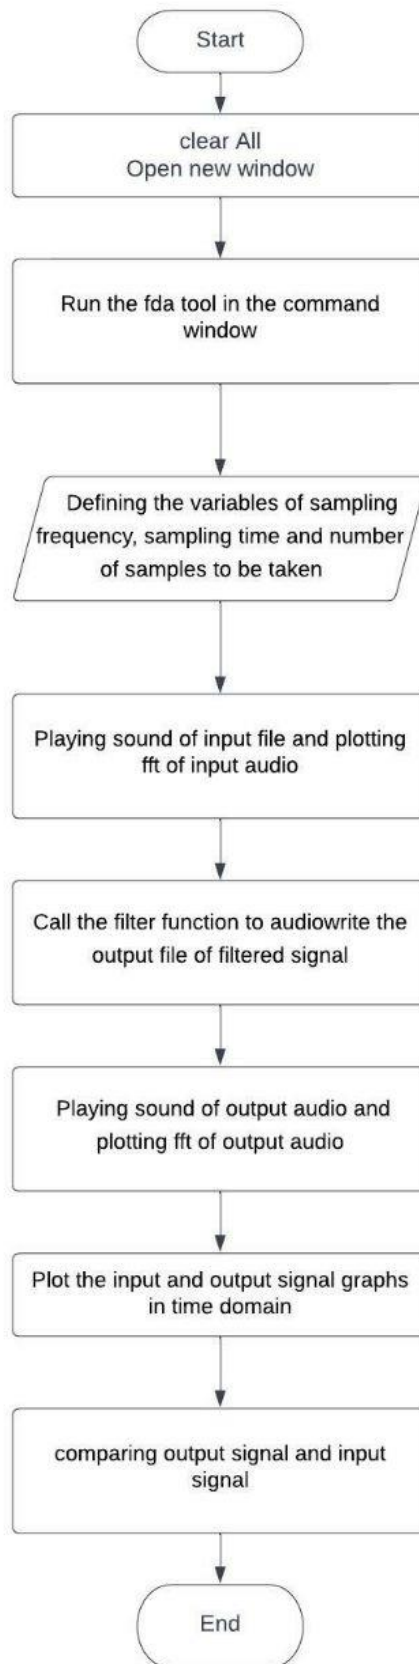 Start
clear All
Open new window
Run the fda tool in the command
window
Defining the variables of sampling
frequency, sampling time and number
of samples to be taken
Playing sound of input file and plotting
fft of input audio
Call the filter function to audiowrite the
output file of filtered signal
Playing sound of output audio and
plotting fft of output audio
Plot the input and output signal graphs
in time domain
comparing output signal and input
signal
End